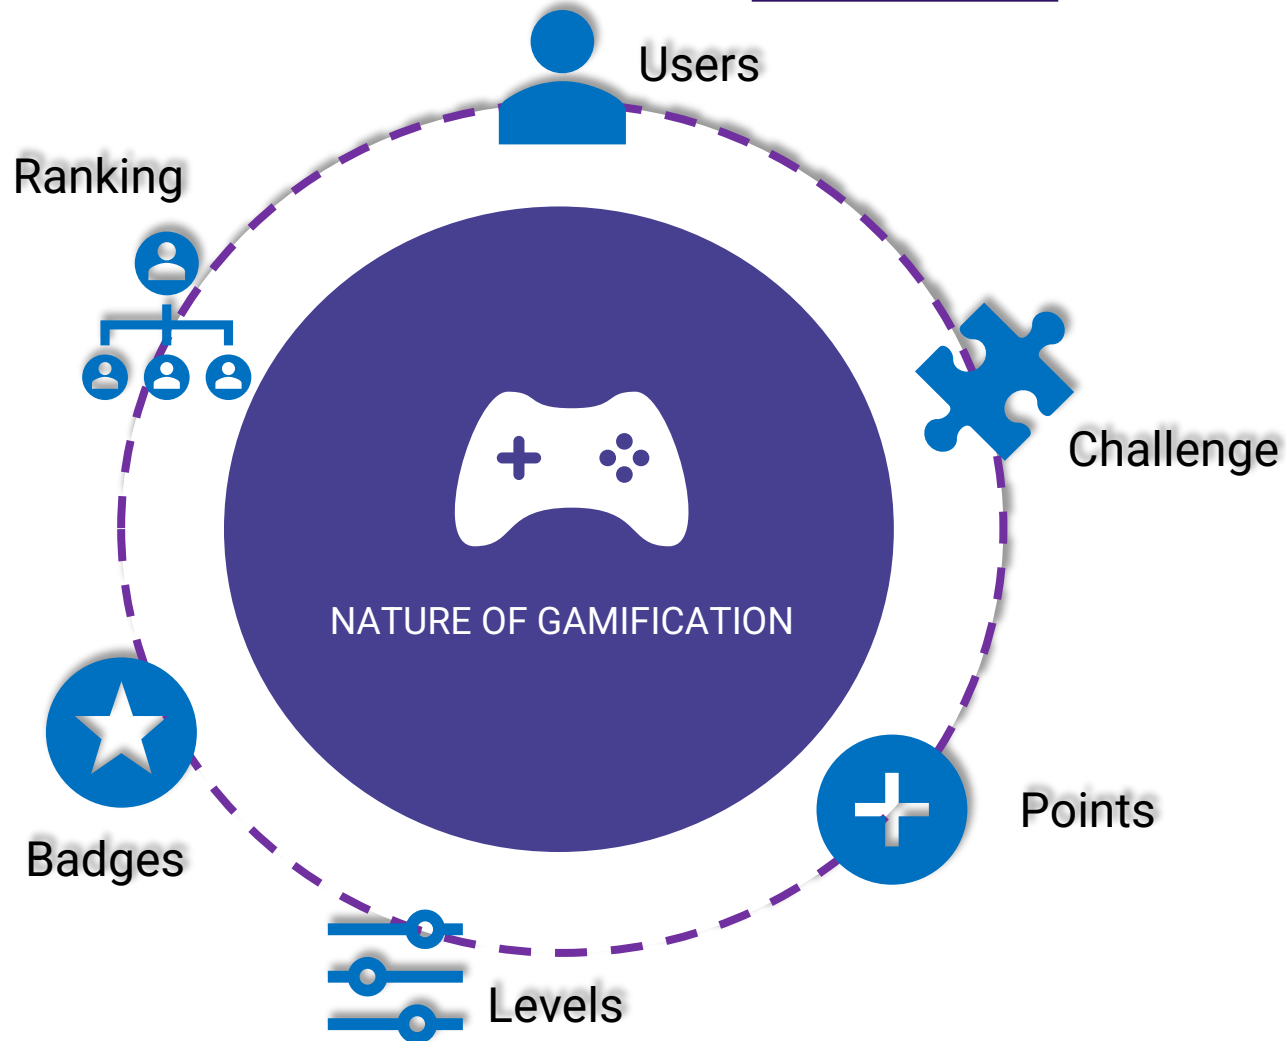 Users
Ranking
Challenge
NATURE OF GAMIFICATION
Points
Badges
Levels